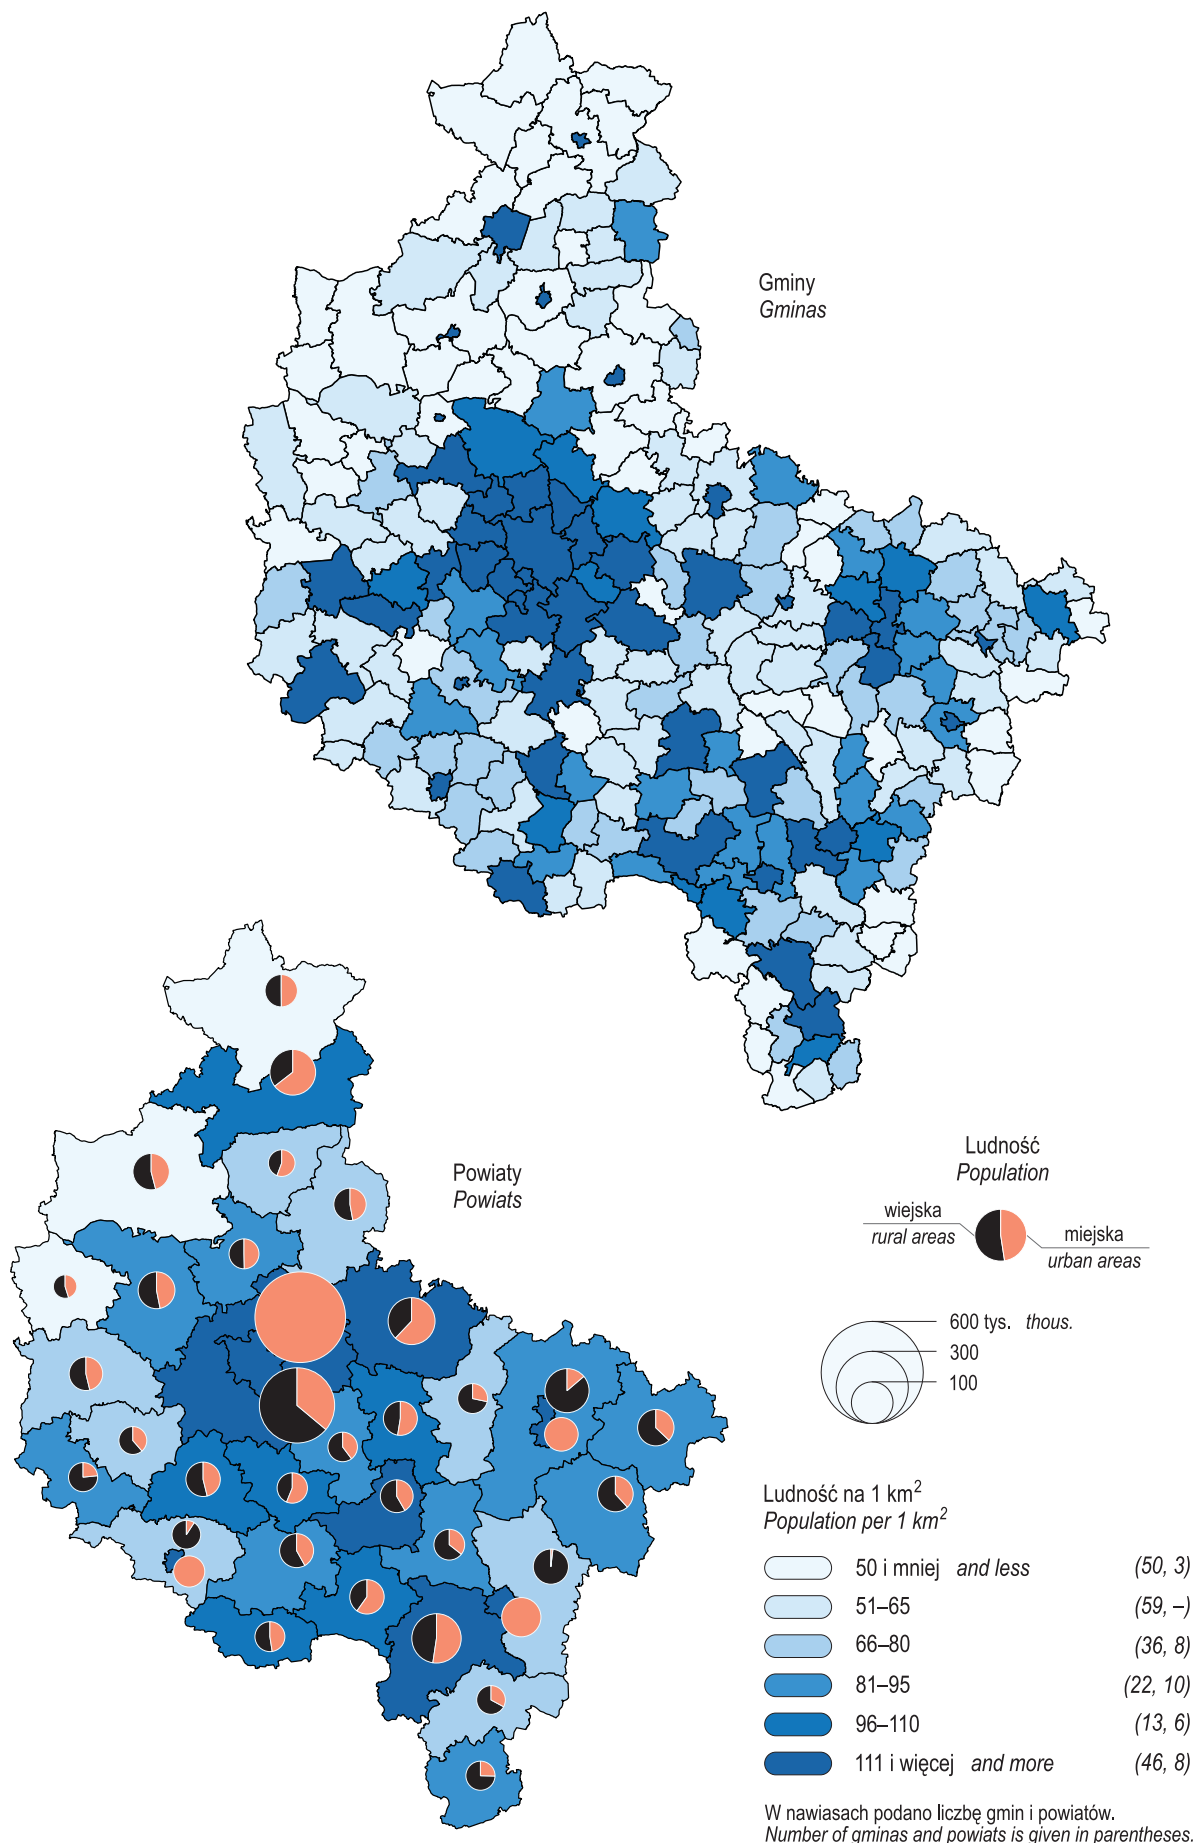 Gminy
Gminas
Powiaty
Powiats
Ludność
Population
wiejska
rural areas
miejska
urban areas
600 tys. thous.
300
100
Ludność na 1 km²
Population per 1 km²
50 i mniej and less (50, 3)
51–65 (59, –)
66–80 (36, 8)
81–95 (22, 10)
96–110 (13, 6)
111 i więcej and more (46, 8)
W nawiasach podano liczbę gmin i powiatów.
Number of gminas and powiats is given in parentheses.